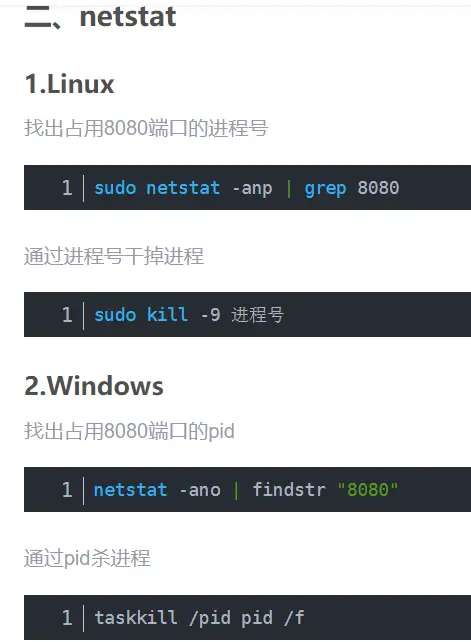 二、netstat
1.Linux
找出占用8080端口的进程号
1 sudo netstat -anp | grep 8080
通过进程号干掉进程
1 sudo kill -9 进程号
2.Windows
找出占用8080端口的pid
1 netstat -ano | findstr "8080"
通过pid杀进程
1 taskkill /pid pid /f